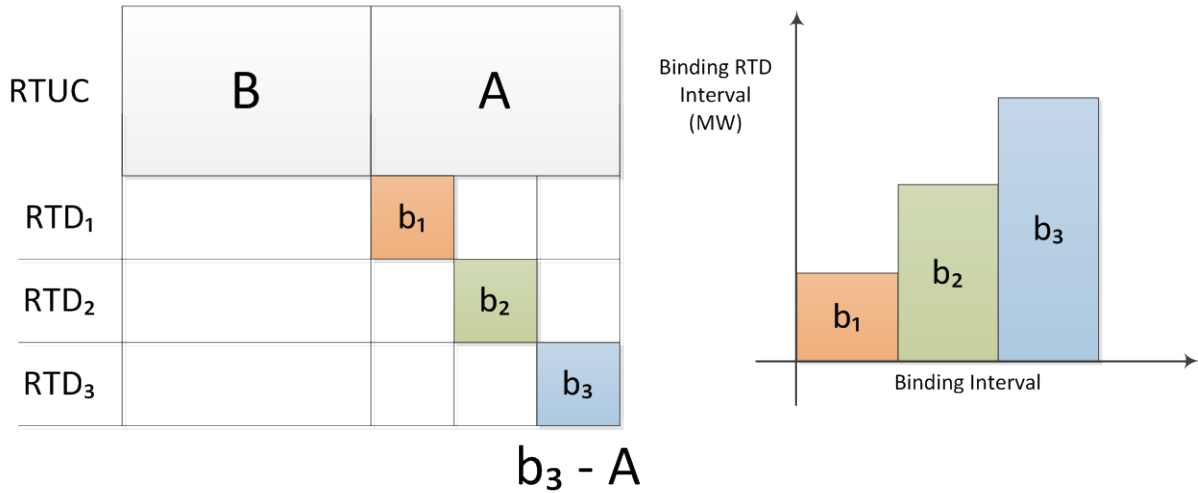 RTUC
B
A
RTD₁
b₁
RTD₂
b₂
RTD₃
b₃
b₃ - A
Binding RTD
Interval
(MW)
b₁
b₂
b₃
Binding Interval